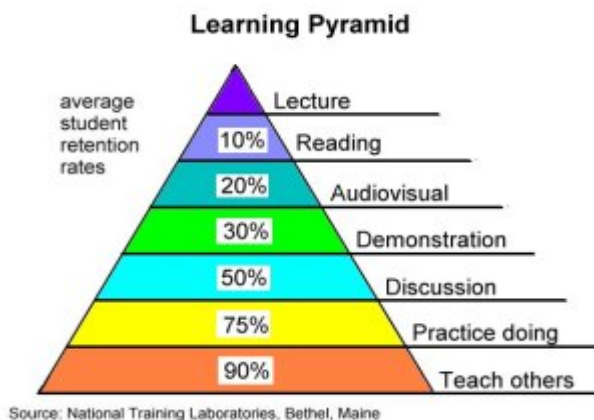 Learning Pyramid
average
student
retention
rates
Lecture
10% Reading
20% Audiovisual
30% Demonstration
50% Discussion
75% Practice doing
90% Teach others
Source: National Training Laboratories, Bethel, Maine